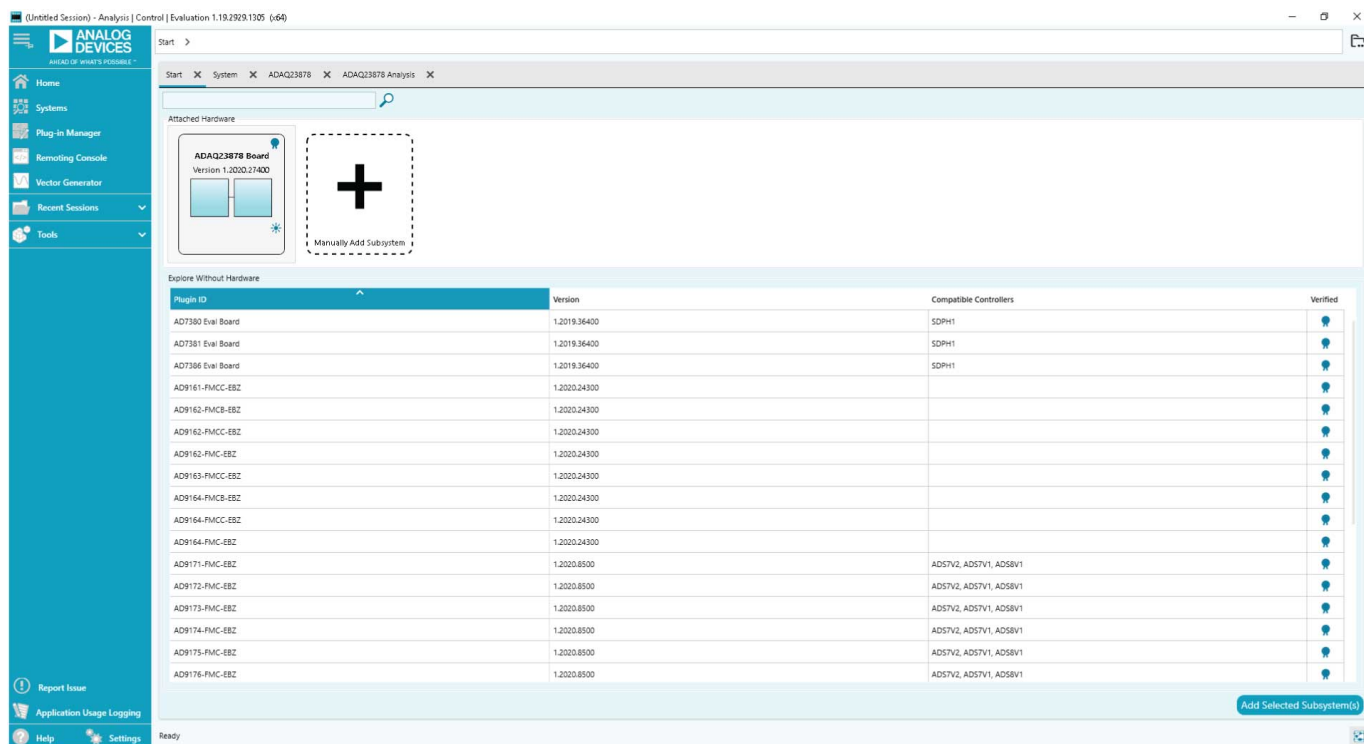 (Untitled Session) - Analysis | Control | Evaluation 1.19.2929.1305 (x64)
ANALOG
DEVICES
AHEAD OF WHAT'S POSSIBLE™
Home
Systems
Plug-in Manager
Remoting Console
Vector Generator
Recent Sessions
Tools
Report Issue
Application Usage Logging
Help Settings
Start >
Start System ADAQ23878 ADAQ23878 Analysis
Attached Hardware
ADAQ23878 Board
Version 1.2020.27400
Manually Add Subsystem
Explore Without Hardware
Plugin ID Version Compatible Controllers Verified
AD7380 Eval Board 1.2019.36400 SDPH1
AD7381 Eval Board 1.2019.36400 SDPH1
AD7386 Eval Board 1.2019.36400 SDPH1
AD9161-FMCC-EBZ 1.2020.24300
AD9162-FMCB-EBZ 1.2020.24300
AD9162-FMCC-EBZ 1.2020.24300
AD9162-FMC-EBZ 1.2020.24300
AD9163-FMCC-EBZ 1.2020.24300
AD9164-FMCB-EBZ 1.2020.24300
AD9164-FMCC-EBZ 1.2020.24300
AD9164-FMC-EBZ 1.2020.24300
AD9171-FMC-EBZ 1.2020.8500 ADS7V2, ADS7V1, ADS8V1
AD9172-FMC-EBZ 1.2020.8500 ADS7V2, ADS7V1, ADS8V1
AD9173-FMC-EBZ 1.2020.8500 ADS7V2, ADS7V1, ADS8V1
AD9174-FMC-EBZ 1.2020.8500 ADS7V2, ADS7V1, ADS8V1
AD9175-FMC-EBZ 1.2020.8500 ADS7V2, ADS7V1, ADS8V1
AD9176-FMC-EBZ 1.2020.8500 ADS7V2, ADS7V1, ADS8V1
Add Selected Subsystem(s)
Ready